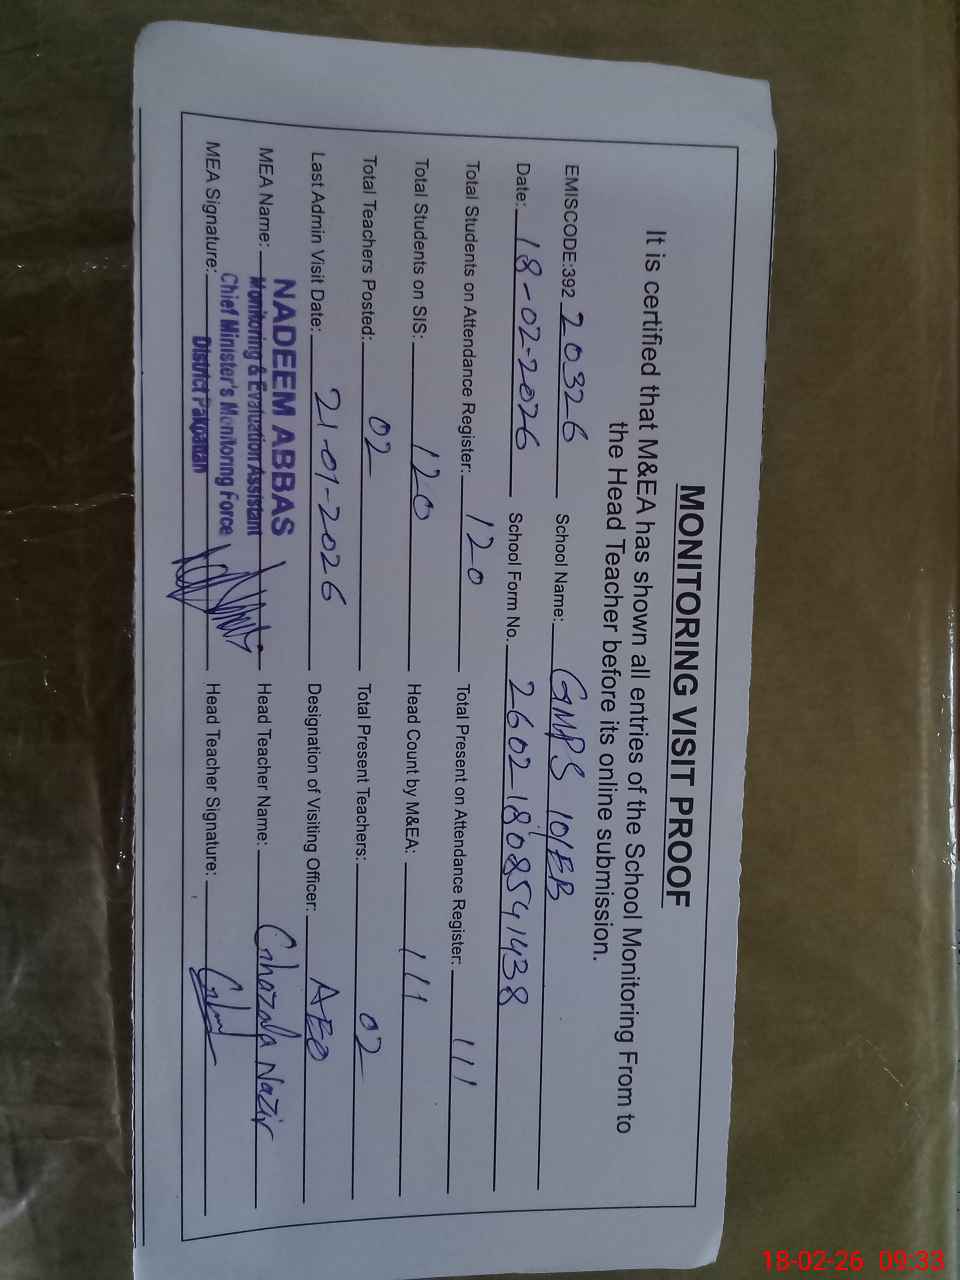 MONITORING VISIT PROOF
It is certified that M&EA has shown all entries of the School Monitoring From to
the Head Teacher before its online submission.
EMISCODE:392 20326 School Name: GMPS 10/EB
Date: 18-02-2026 School Form No. 26021808541438
Total Students on Attendance Register: 120 Total Present on Attendance Register: 111
Total Students on SIS: 120 Head Count by M&EA: 111
Total Teachers Posted: 02 Total Present Teachers: 02
Last Admin Visit Date: 21-01-2026 Designation of Visiting Officer: AEO
MEA Name: NADEEM ABBAS Head Teacher Name: Ghazala Nazir
Monitoring & Evaluation Assistant
Chief Minister's Monitoring Force
MEA Signature: District Pakpattan Head Teacher Signature:
18-02-26 09:33